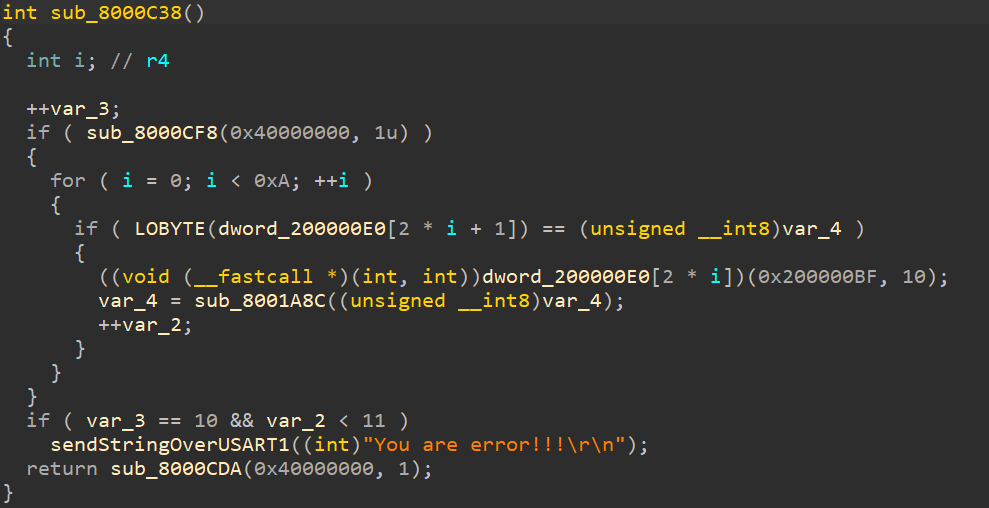 int sub_8000C38()
{
  int i; // r4

  ++var_3;
  if ( sub_8000CF8(0x40000000, 1u) )
  {
    for ( i = 0; i < 0xA; ++i )
    {
      if ( LOBYTE(dword_200000E0[2 * i + 1]) == (unsigned __int8)var_4 )
      {
        ((void (__fastcall *)(int, int))dword_200000E0[2 * i])(0x200000BF, 10);
        var_4 = sub_8001A8C((unsigned __int8)var_4);
        ++var_2;
      }
    }
  }
  if ( var_3 == 10 && var_2 < 11 )
    sendStringOverUSART1((int)"You are error!!!\r\n");
  return sub_8000CDA(0x40000000, 1);
}